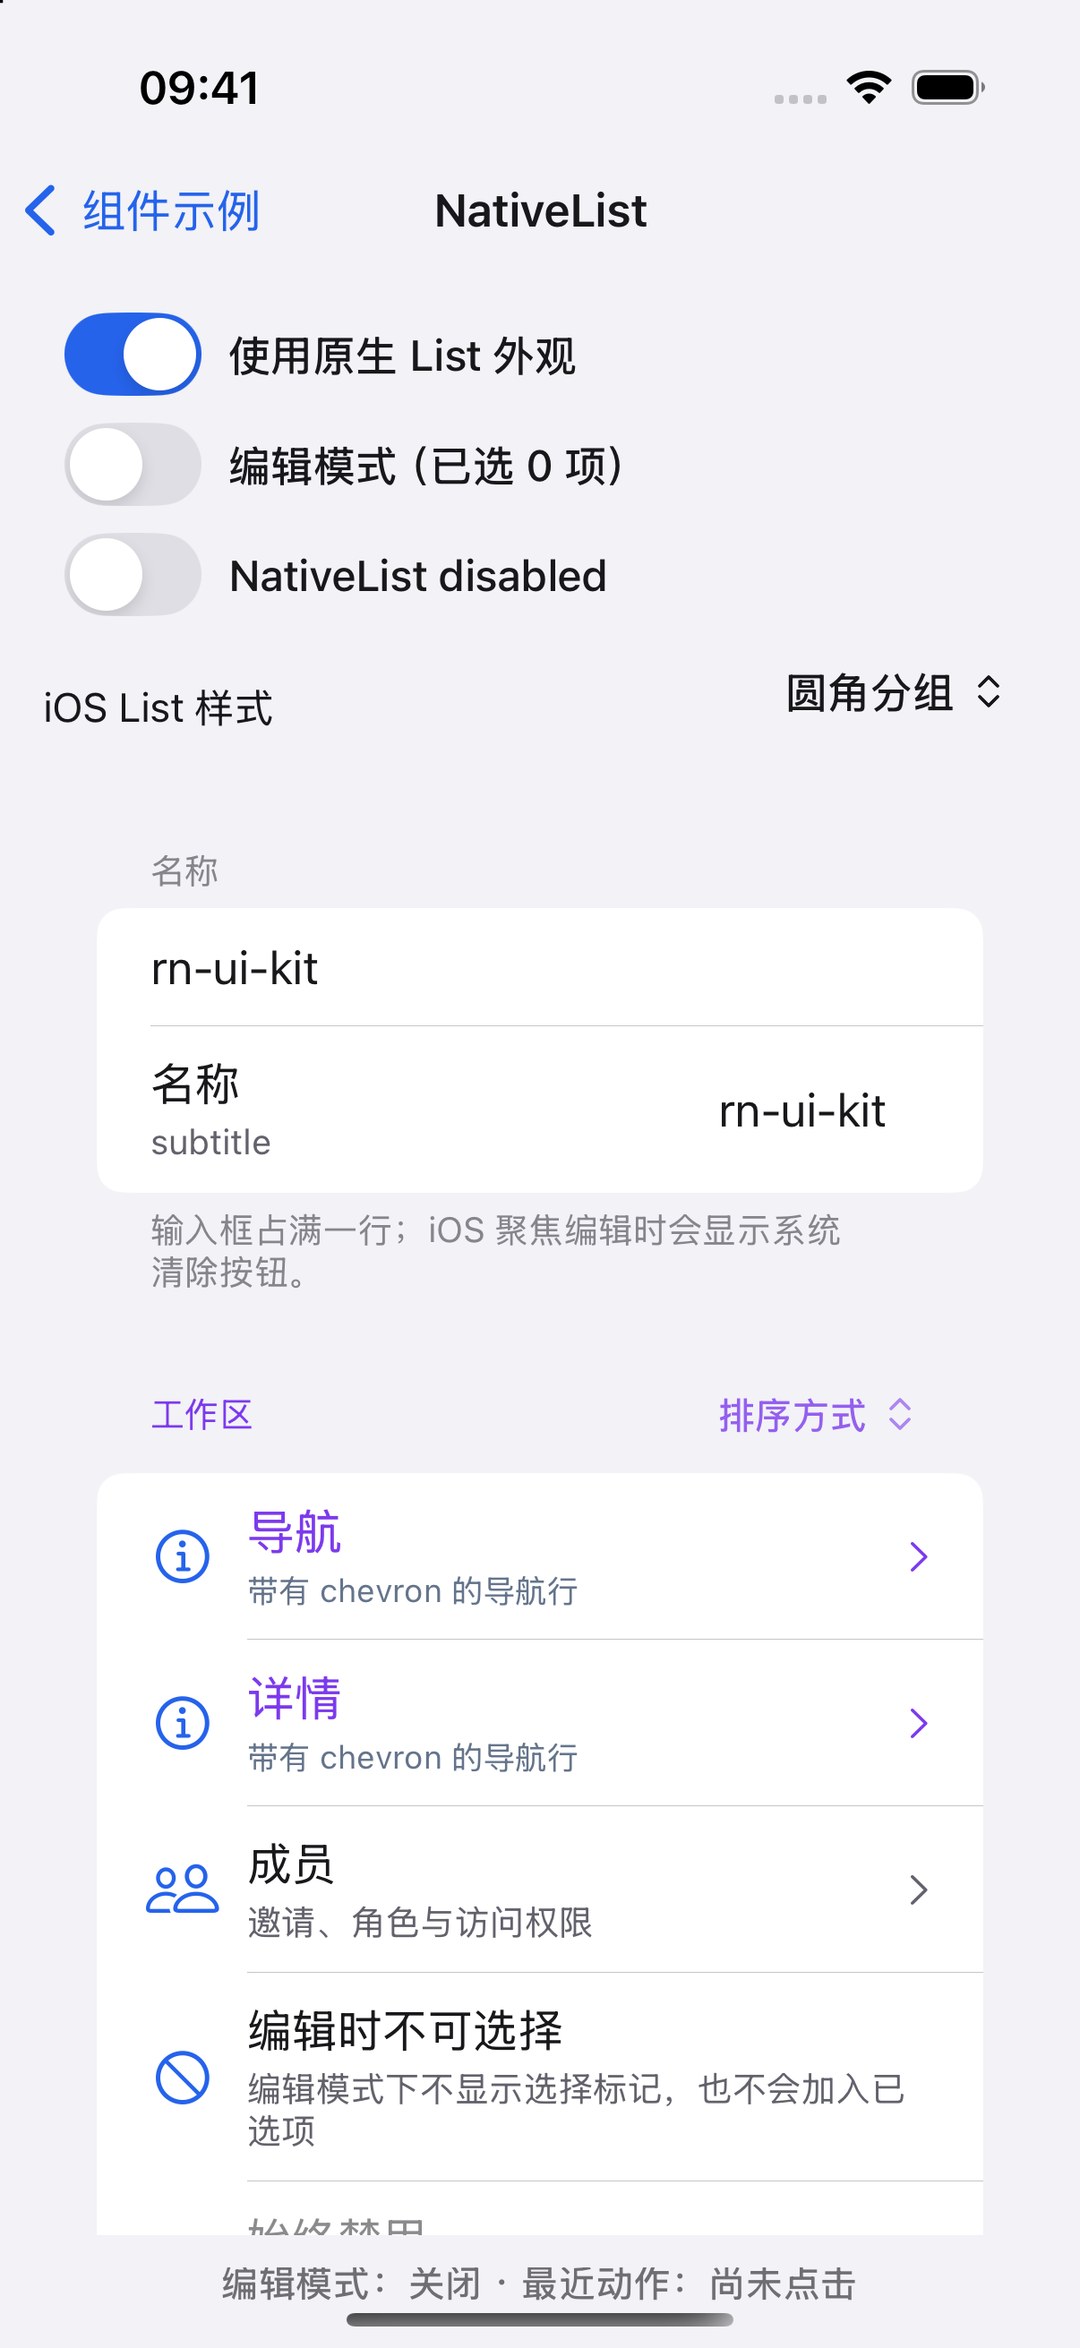 09:41
组件示例
NativeList
使用原生 List 外观
编辑模式 (已选 0 项)
NativeList disabled
iOS List 样式
圆角分组
名称
rn-ui-kit
名称
rn-ui-kit
subtitle
输入框占满一行；iOS 聚焦编辑时会显示系统
清除按钮。
工作区
排序方式
导航
带有 chevron 的导航行
详情
带有 chevron 的导航行
成员
邀请、角色与访问权限
编辑时不可选择
编辑模式下不显示选择标记，也不会加入已
选项
始终禁用
编辑模式：关闭 · 最近动作：尚未点击